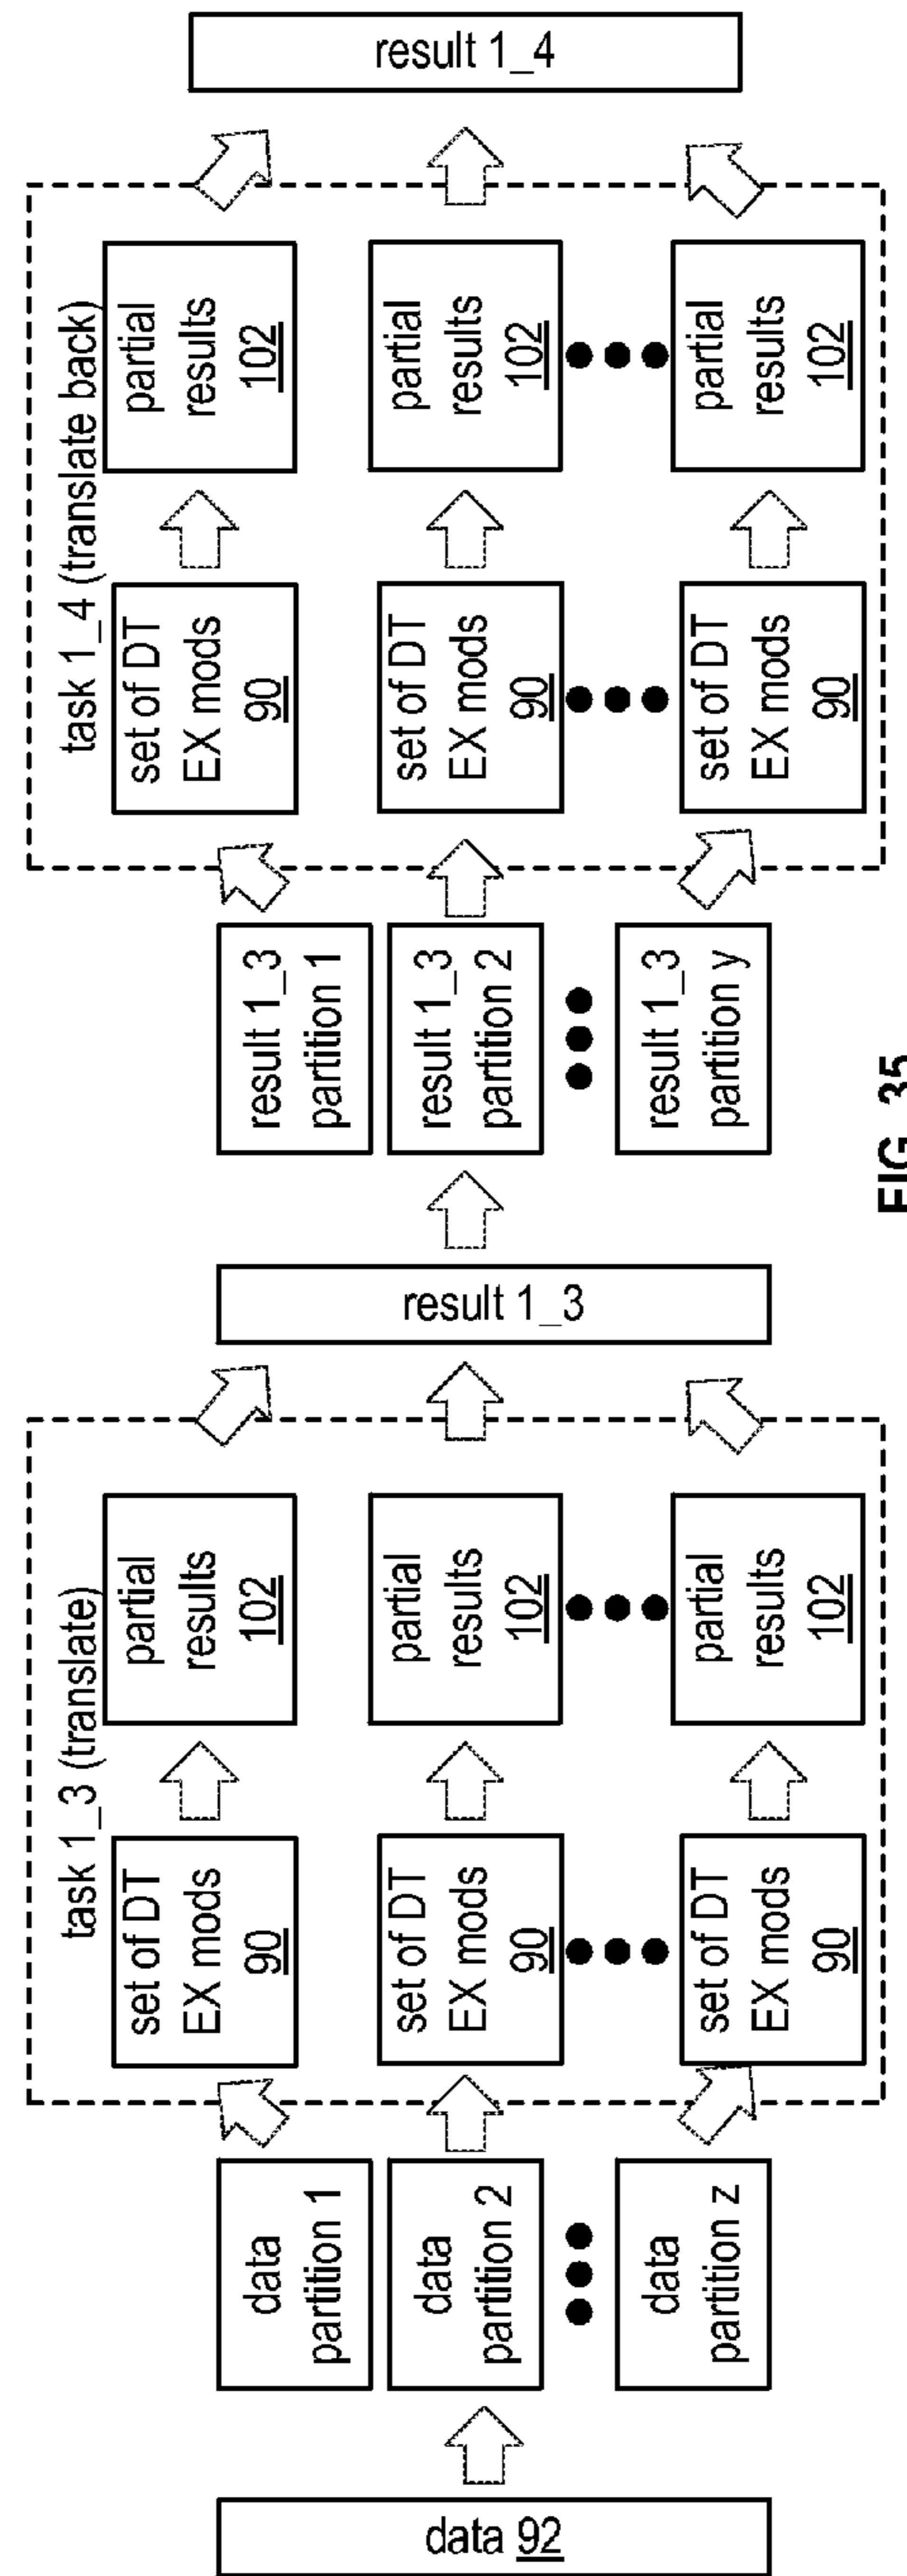 data 92
data
partition 1
data
partition 2
data
partition z
task 1_3 (translate)
set of DT
EX mods
90
partial
results
102
set of DT
EX mods
90
partial
results
102
set of DT
EX mods
90
partial
results
102
result 1_3
result 1_3
partition 1
result 1_3
partition 2
result 1_3
partition y
task 1_4 (translate back)
set of DT
EX mods
90
partial
results
102
set of DT
EX mods
90
partial
results
102
set of DT
EX mods
90
partial
results
102
result 1_4
FIG. 35